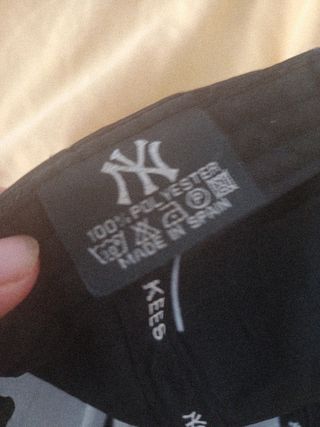 NY
100% POLYESTER
P
MADE IN SPAIN
KEES